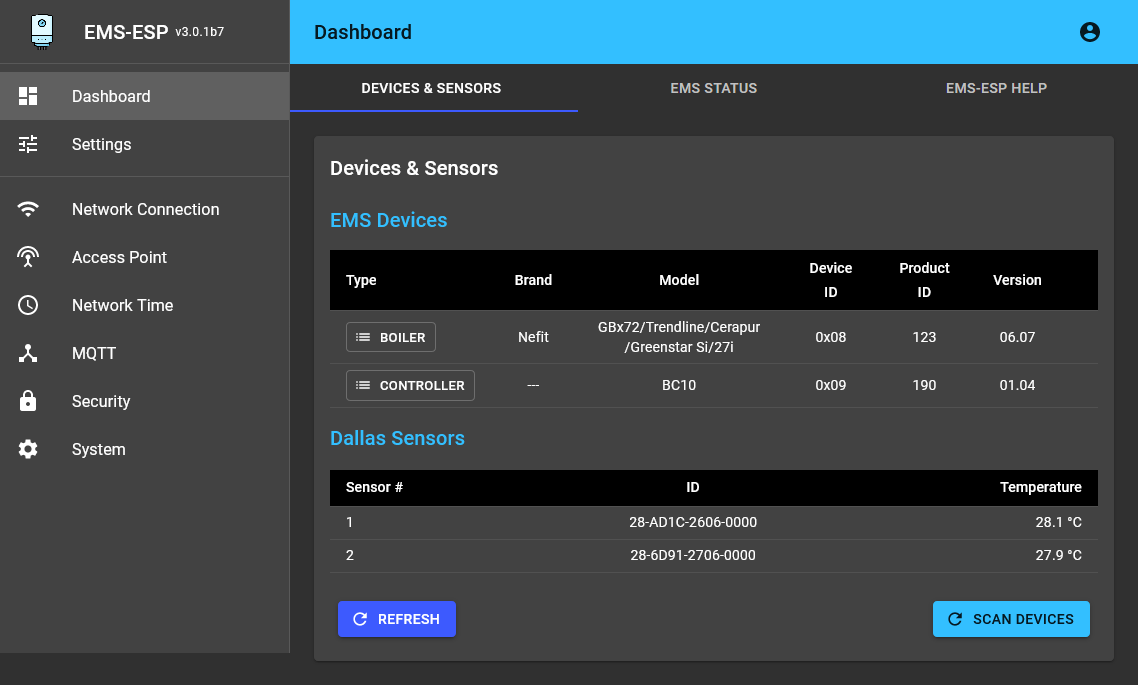 EMS-ESP v3.0.1b7
Dashboard
Settings
Network Connection
Access Point
Network Time
MQTT
Security
System
Dashboard
DEVICES & SENSORS EMS STATUS EMS-ESP HELP
Devices & Sensors
EMS Devices
Type Brand Model Device ID Product ID Version
BOILER Nefit GBx72/Trendline/Cerapur/Greenstar Si/27i 0x08 123 06.07
CONTROLLER --- BC10 0x09 190 01.04
Dallas Sensors
Sensor # ID Temperature
1 28-AD1C-2606-0000 28.1 °C
2 28-6D91-2706-0000 27.9 °C
REFRESH SCAN DEVICES